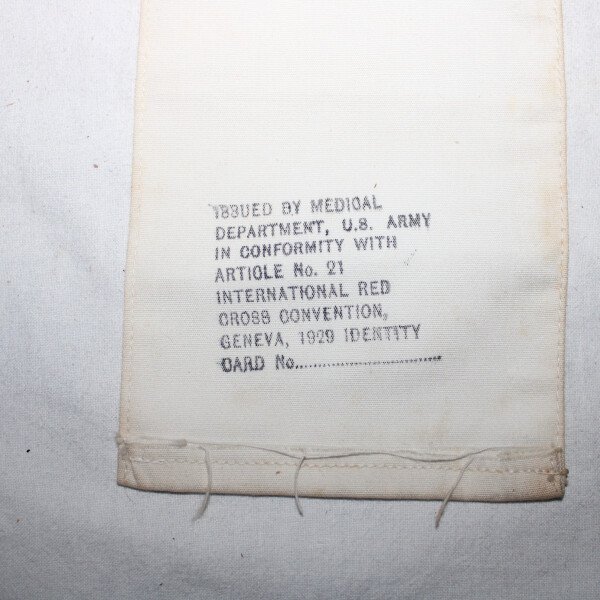 ISSUED BY MEDICAL
DEPARTMENT, U.S. ARMY
IN CONFORMITY WITH
ARTICLE No. 21
INTERNATIONAL RED
CROSS CONVENTION,
GENEVA, 1929 IDENTITY
CARD No.............................